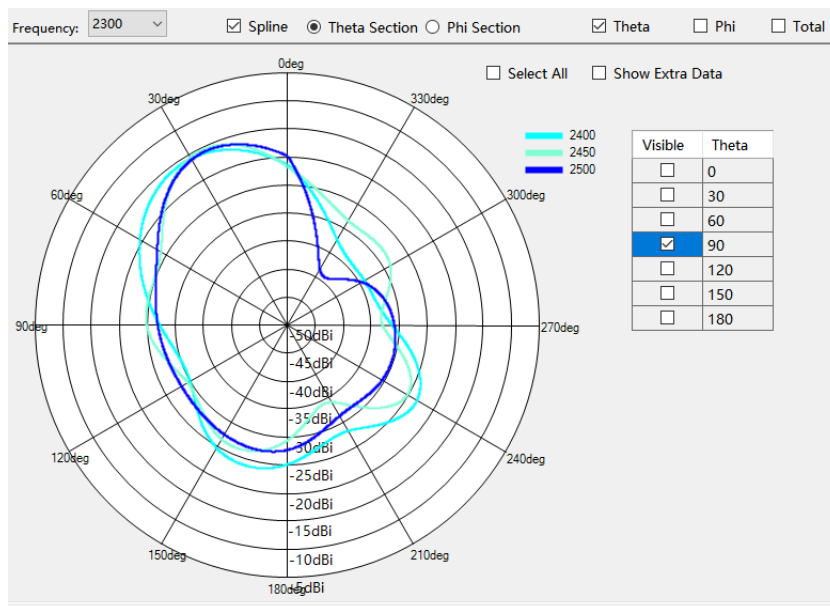 Frequency: 2300 Spline Theta Section Phi Section Theta Phi Total
Select All Show Extra Data
0deg
30deg
330deg
60deg
300deg
90deg
270deg
120deg
240deg
150deg
210deg
180deg
-50dBi
-45dBi
-40dBi
-35dBi
-30dBi
-25dBi
-20dBi
-15dBi
-10dBi
-5dBi
2400
2450
2500
Visible Theta
0
30
60
90
120
150
180